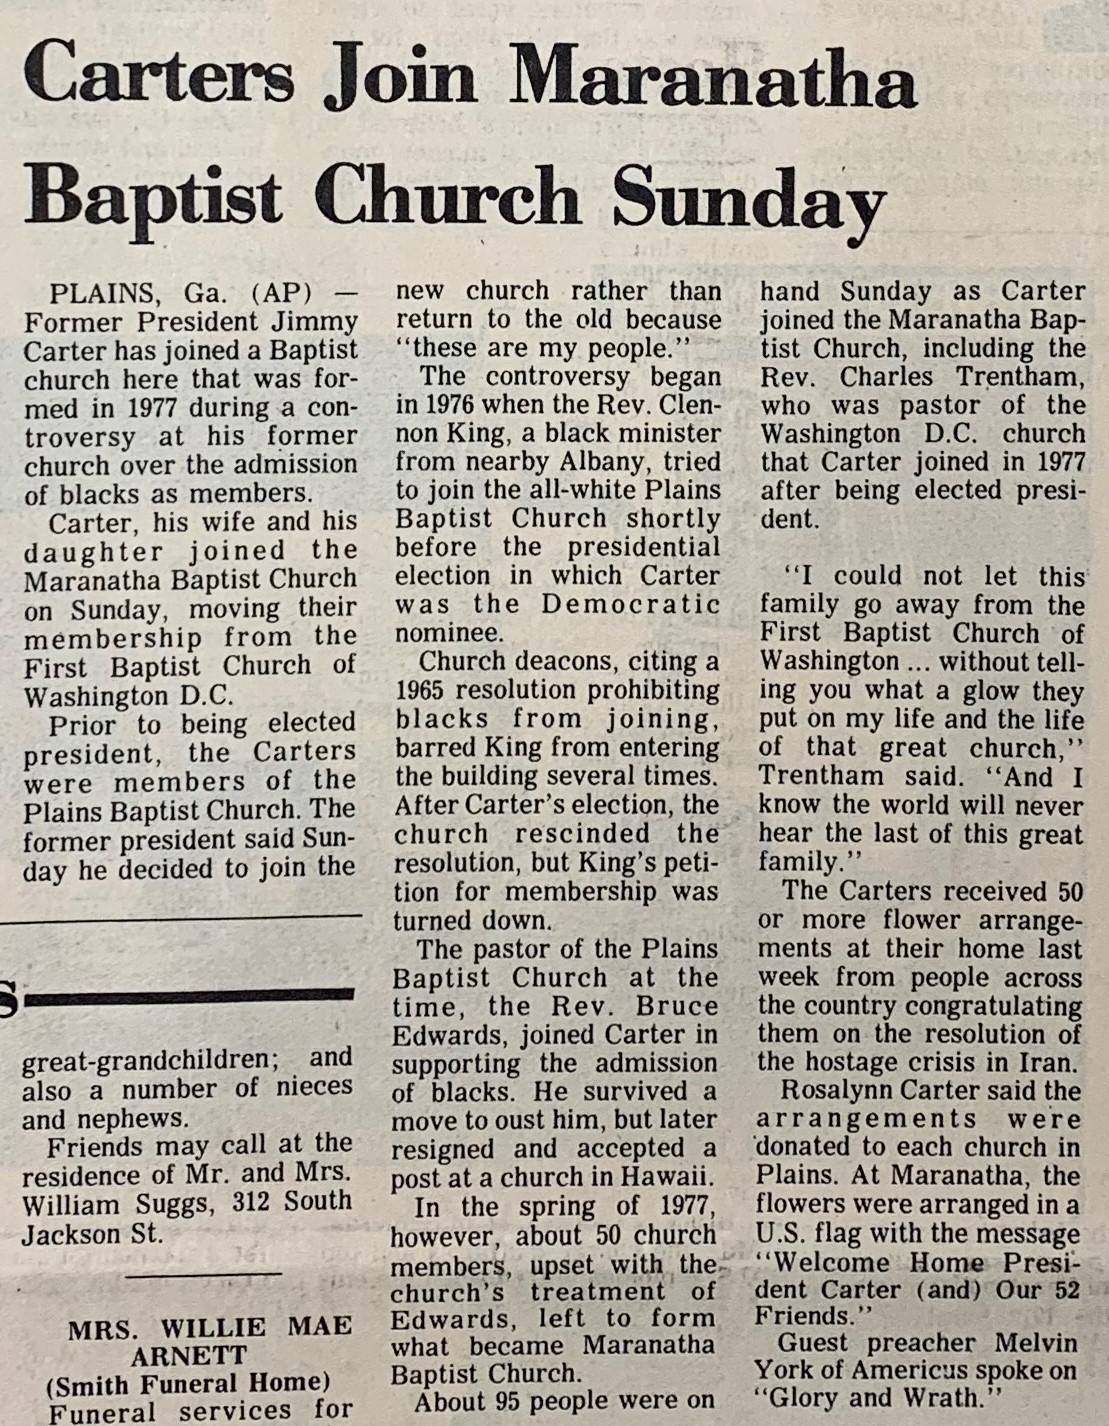 Carters Join Maranatha
Baptist Church Sunday
PLAINS, Ga. (AP) —
Former President Jimmy
Carter has joined a Baptist
church here that was for-
med in 1977 during a con-
troversy at his former
church over the admission
of blacks as members.
Carter, his wife and his
daughter joined the
Maranatha Baptist Church
on Sunday, moving their
membership from the
First Baptist Church of
Washington D.C.
Prior to being elected
president, the Carters
were members of the
Plains Baptist Church. The
former president said Sun-
day he decided to join the
new church rather than
return to the old because
"these are my people."
The controversy began
in 1976 when the Rev. Clen-
non King, a black minister
from nearby Albany, tried
to join the all-white Plains
Baptist Church shortly
before the presidential
election in which Carter
was the Democratic
nominee.
Church deacons, citing a
1965 resolution prohibiting
blacks from joining,
barred King from entering
the building several times.
After Carter's election, the
church rescinded the
resolution, but King's peti-
tion for membership was
turned down.
The pastor of the Plains
Baptist Church at the
time, the Rev. Bruce
Edwards, joined Carter in
supporting the admission
of blacks. He survived a
move to oust him, but later
resigned and accepted a
post at a church in Hawaii.
In the spring of 1977,
however, about 50 church
members, upset with the
church's treatment of
Edwards, left to form
what became Maranatha
Baptist Church.
About 95 people were on
hand Sunday as Carter
joined the Maranatha Bap-
tist Church, including the
Rev. Charles Trentham,
who was pastor of the
Washington D.C. church
that Carter joined in 1977
after being elected presi-
dent.
"I could not let this
family go away from the
First Baptist Church of
Washington ... without tell-
ing you what a glow they
put on my life and the life
of that great church,"
Trentham said. "And I
know the world will never
hear the last of this great
family."
The Carters received 50
or more flower arrange-
ments at their home last
week from people across
the country congratulating
them on the resolution of
the hostage crisis in Iran.
Rosalynn Carter said the
arrangements were
donated to each church in
Plains. At Maranatha, the
flowers were arranged in a
U.S. flag with the message
"Welcome Home Presi-
dent Carter (and) Our 52
Friends."
Guest preacher Melvin
York of Americus spoke on
"Glory and Wrath."
s
great-grandchildren; and
also a number of nieces
and nephews.
Friends may call at the
residence of Mr. and Mrs.
William Suggs, 312 South
Jackson St.
MRS. WILLIE MAE
ARNETT
(Smith Funeral Home)
Funeral services for